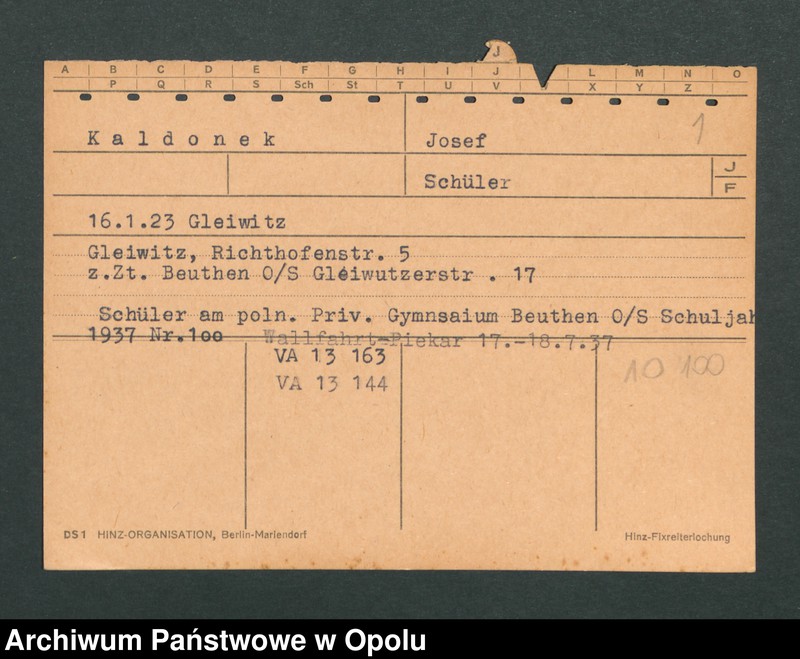 J
A B C D E F G H I J L M N O
P Q R S Sch St T U V X Y Z
Kaldonek Josef 1
Schüler J
F
16.1.23 Gleiwitz
Gleiwitz, Richthofenstr. 5
z.Zt. Beuthen O/S Gleiwutzerstr . 17
Schüler am poln. Priv. Gymnsaium Beuthen O/S Schuljah
1937 Nr.100 Wallfahrt-Piekar 17.-18.7.37
VA 13 163
VA 13 144
10 100
DS1 HINZ-ORGANISATION, Berlin-Mariendorf Hinz-Fixreiterlochung
Archiwum Państwowe w Opolu